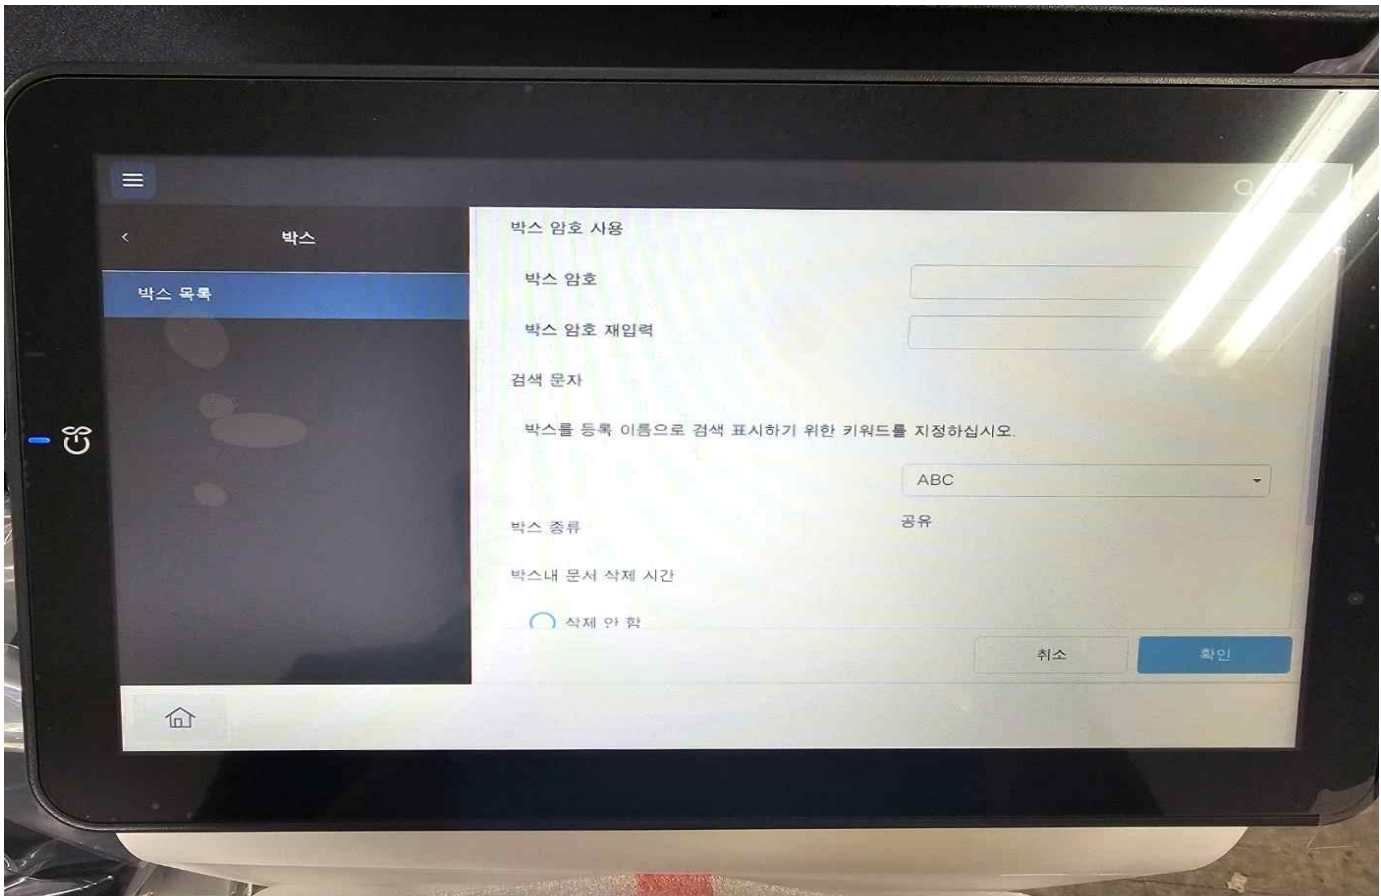 박스
박스 목록
박스 암호 사용
박스 암호
박스 암호 재입력
검색 문자
박스를 등록 이름으로 검색 표시하기 위한 키워드를 지정하십시오.
ABC
박스 종류 공유
박스내 문서 삭제 시간
삭제 안 함
취소 확인